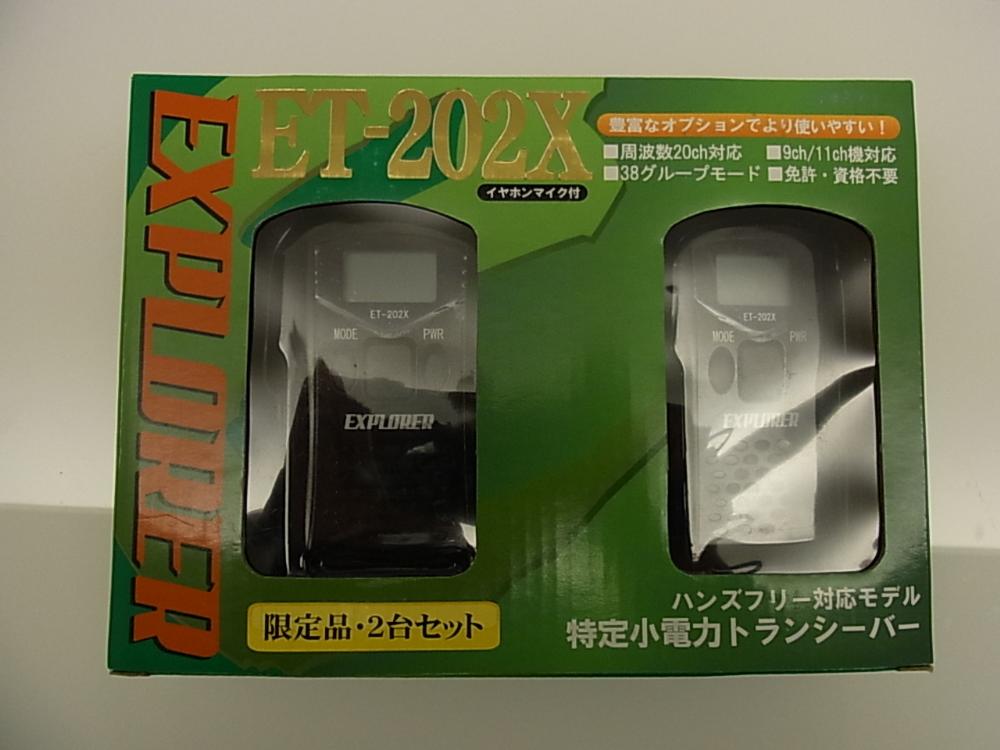 EXPLORER
ET-202X
イヤホンマイク付
豊富なオプションでより使いやすい！
■周波数20ch対応 ■9ch/11ch機対応
■38グループモード ■免許・資格不要
ET-202X
MODE PWR
EXPLORER
ET-202X
MODE PWR
EXPLORER
限定品・2台セット
ハンズフリー対応モデル
特定小電力トランシーバー